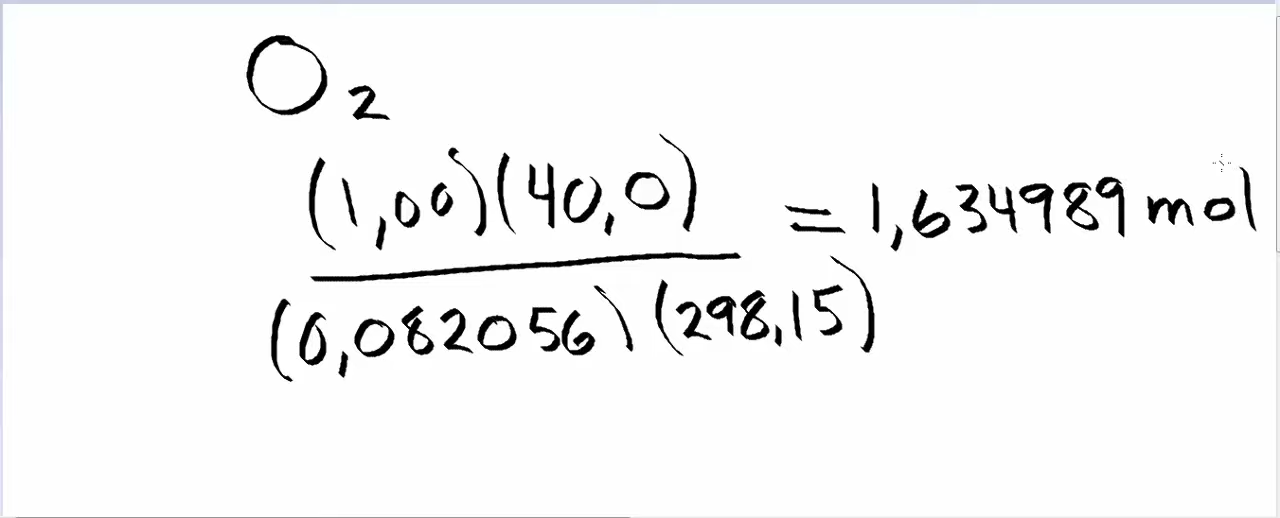 O2
(1,00)(40,0) = 1,634989 mol
(0,082056)(298,15)